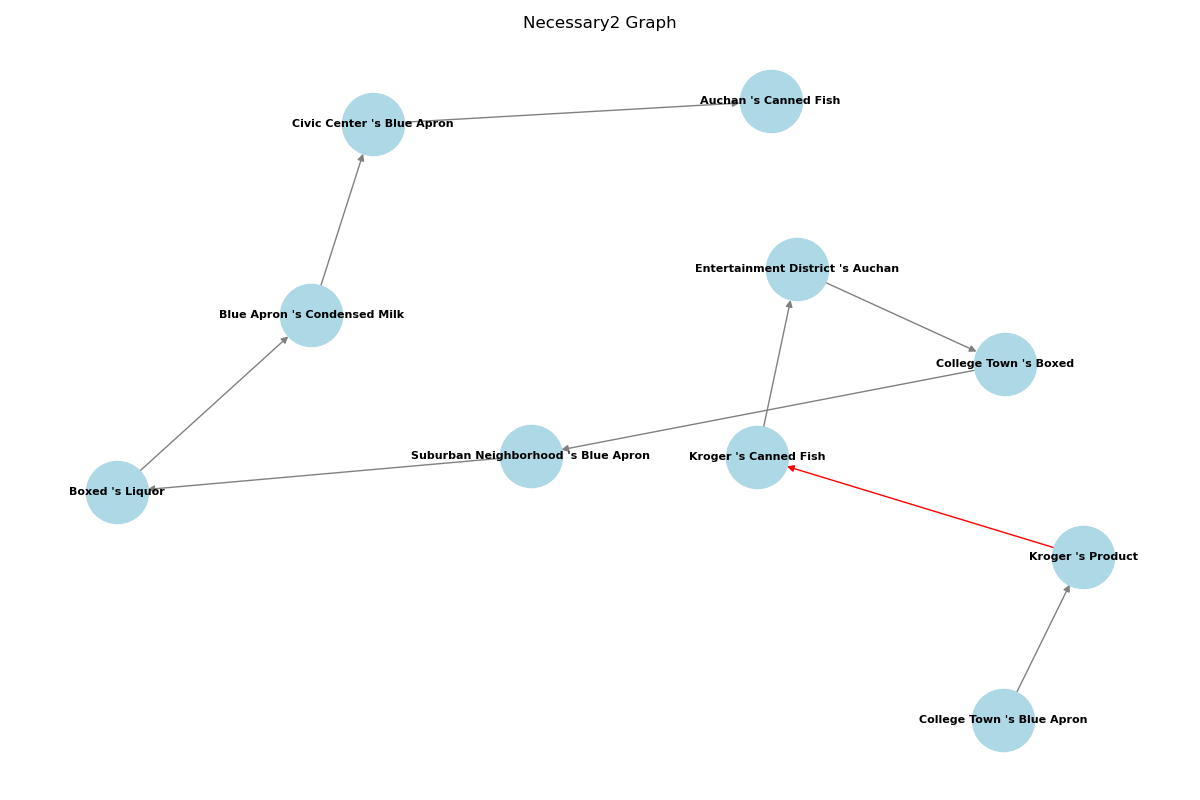 Necessary2 Graph
Auchan 's Canned Fish
Civic Center 's Blue Apron
Entertainment District 's Auchan
Blue Apron 's Condensed Milk
College Town 's Boxed
Suburban Neighborhood 's Blue Apron
Kroger 's Canned Fish
Boxed 's Liquor
Kroger 's Product
College Town 's Blue Apron